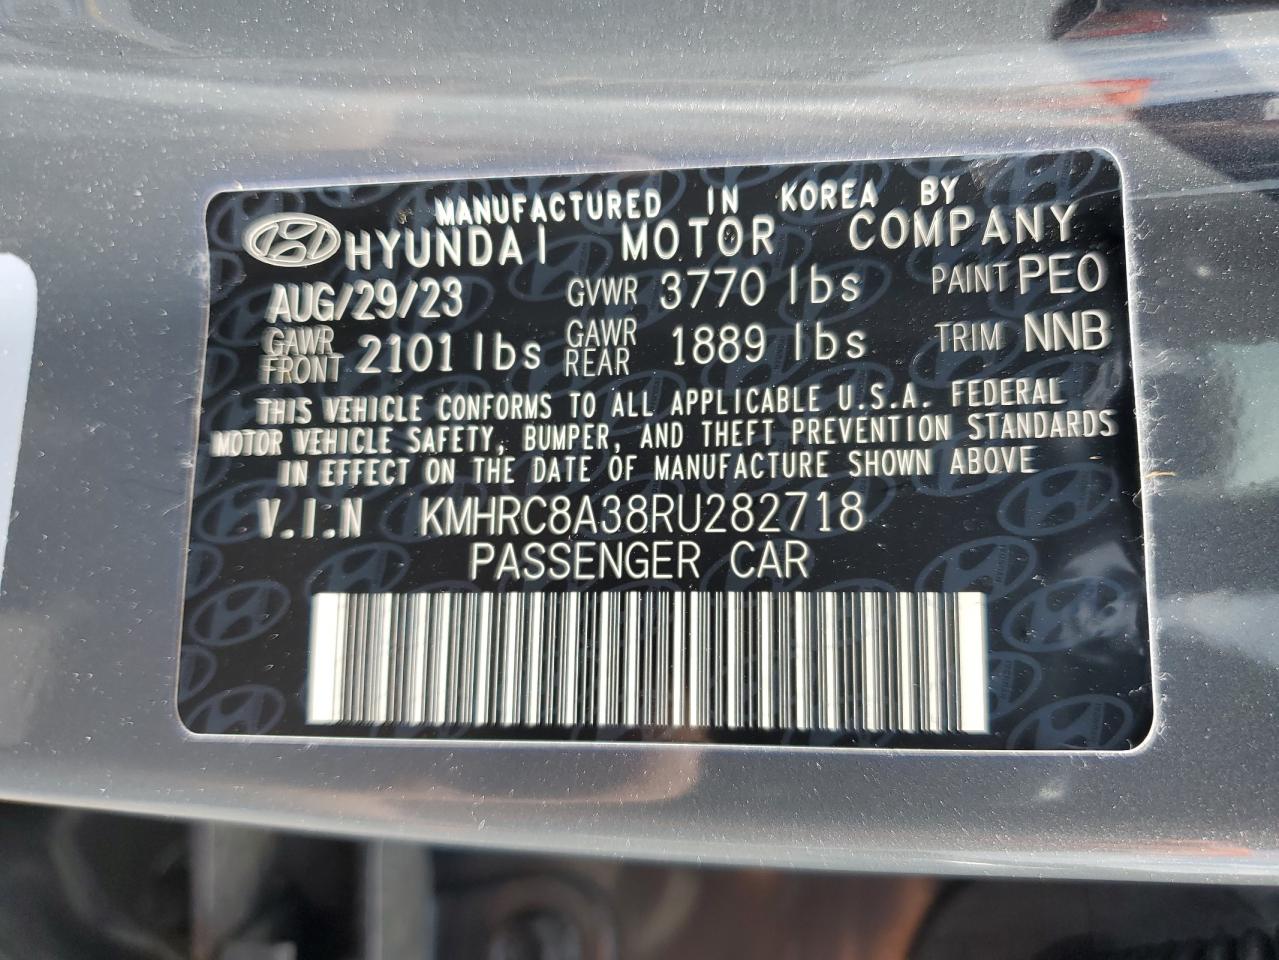 MANUFACTURED IN KOREA BY
HYUNDAI MOTOR COMPANY
AUG/29/23 GVWR 3770 lbs PAINT PE0
GAWR FRONT 2101 lbs GAWR REAR 1889 lbs TRIM NNB
THIS VEHICLE CONFORMS TO ALL APPLICABLE U.S.A. FEDERAL
MOTOR VEHICLE SAFETY, BUMPER, AND THEFT PREVENTION STANDARDS
IN EFFECT ON THE DATE OF MANUFACTURE SHOWN ABOVE
V.I.N KMHRC8A38RU282718
PASSENGER CAR